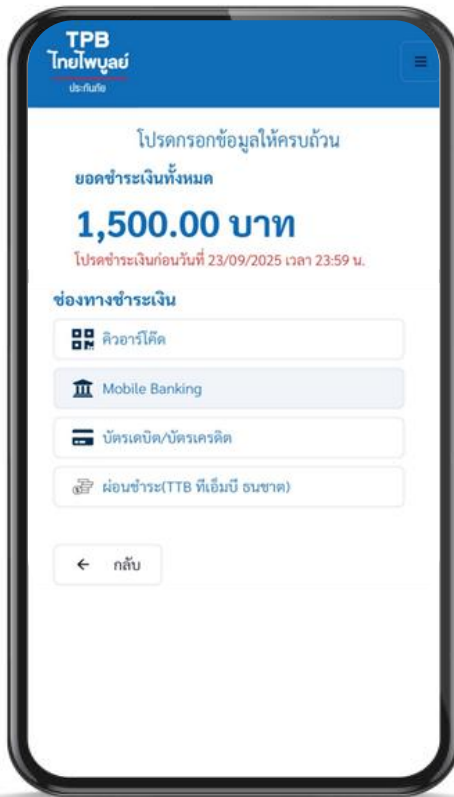 TPB
ไทยไพบูลย์
ประกันภัย
โปรดกรอกข้อมูลให้ครบถ้วน
ยอดชำระเงินทั้งหมด
1,500.00 บาท
โปรดชำระเงินก่อนวันที่ 23/09/2025 เวลา 23:59 น.
ช่องทางชำระเงิน
คิวอาร์โค๊ด
Mobile Banking
บัตรเดบิต/บัตรเครดิต
ผ่อนชำระ(TTB ทีเอ็มบี ธนชาต)
กลับ